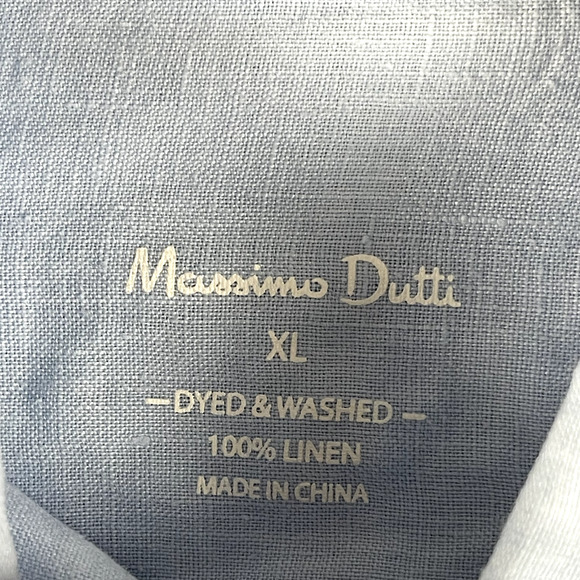 Massimo Dutti
XL
— DYED & WASHED —
100% LINEN
MADE IN CHINA